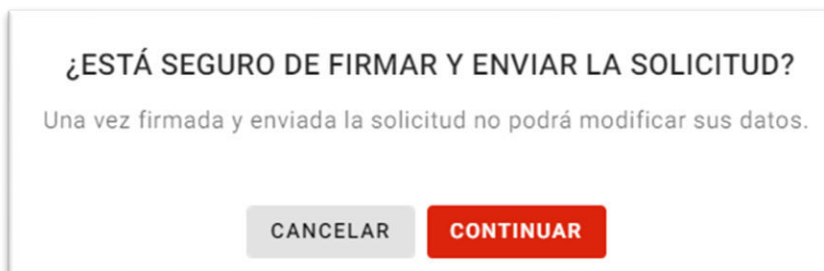 ¿ESTÁ SEGURO DE FIRMAR Y ENVIAR LA SOLICITUD?
Una vez firmada y enviada la solicitud no podrá modificar sus datos.
CANCELAR CONTINUAR